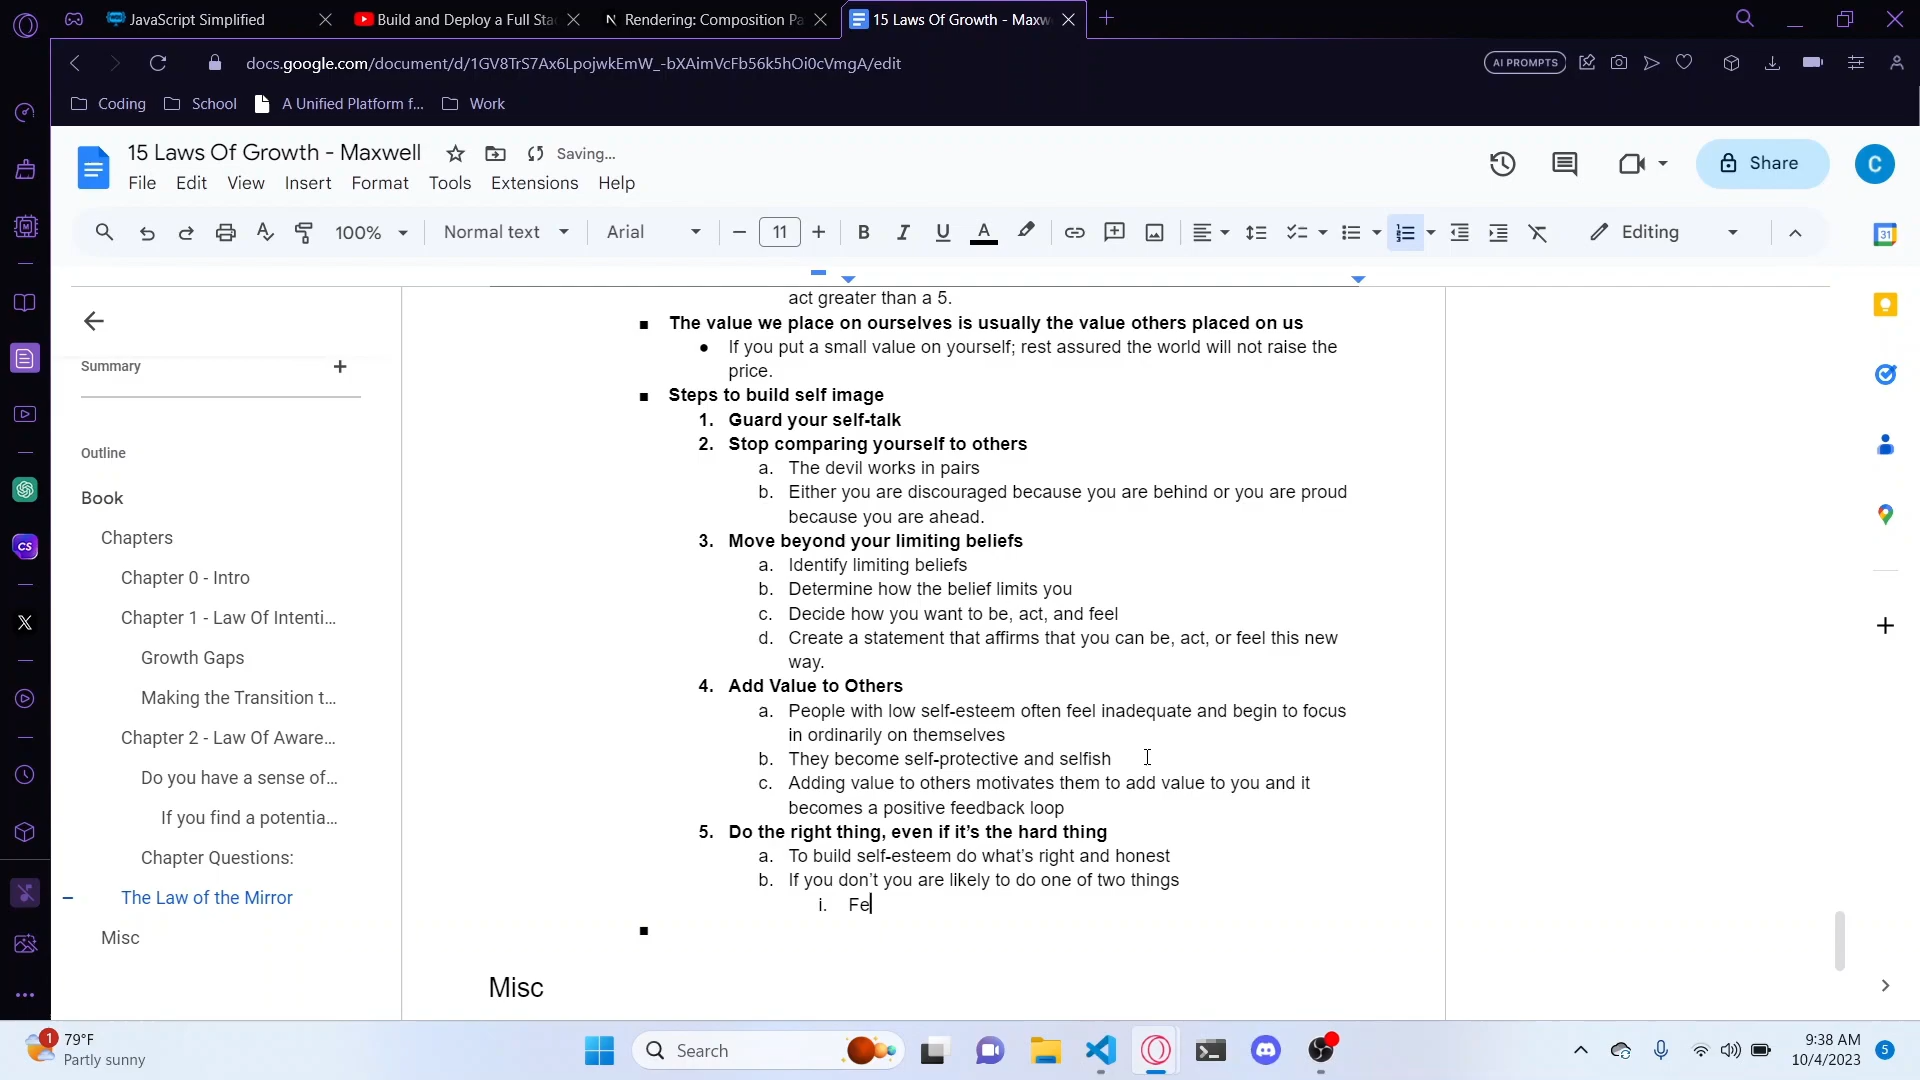 JavaScript Simplified
Build and Deploy a Full Sta
Rendering: Composition Pa
15 Laws Of Growth - Maxw
docs.google.com/document/d/1GV8TrS7Ax6LpojwkEmW_-bXAimVcFb56k5hOi0cVmgA/edit
AI PROMPTS
Coding
School
A Unified Platform f...
Work
15 Laws Of Growth - Maxwell
Saving...
File Edit View Insert Format Tools Extensions Help
Share
C
100%
Normal text
Arial
11
Editing
Summary
Outline
Book
Chapters
Chapter 0 - Intro
Chapter 1 - Law Of Intenti...
Growth Gaps
Making the Transition t...
Chapter 2 - Law Of Aware...
Do you have a sense of...
If you find a potentia...
Chapter Questions:
The Law of the Mirror
Misc
act greater than a 5.
■ The value we place on ourselves is usually the value others placed on us
● If you put a small value on yourself; rest assured the world will not raise the
price.
■ Steps to build self image
1. Guard your self-talk
2. Stop comparing yourself to others
a. The devil works in pairs
b. Either you are discouraged because you are behind or you are proud
because you are ahead.
3. Move beyond your limiting beliefs
a. Identify limiting beliefs
b. Determine how the belief limits you
c. Decide how you want to be, act, and feel
d. Create a statement that affirms that you can be, act, or feel this new
way.
4. Add Value to Others
a. People with low self-esteem often feel inadequate and begin to focus
in ordinarily on themselves
b. They become self-protective and selfish
c. Adding value to others motivates them to add value to you and it
becomes a positive feedback loop
5. Do the right thing, even if it's the hard thing
a. To build self-esteem do what's right and honest
b. If you don't you are likely to do one of two things
i. Fe
■
Misc
31
CS
1
79°F
Partly sunny
Search
9:38 AM
10/4/2023
5